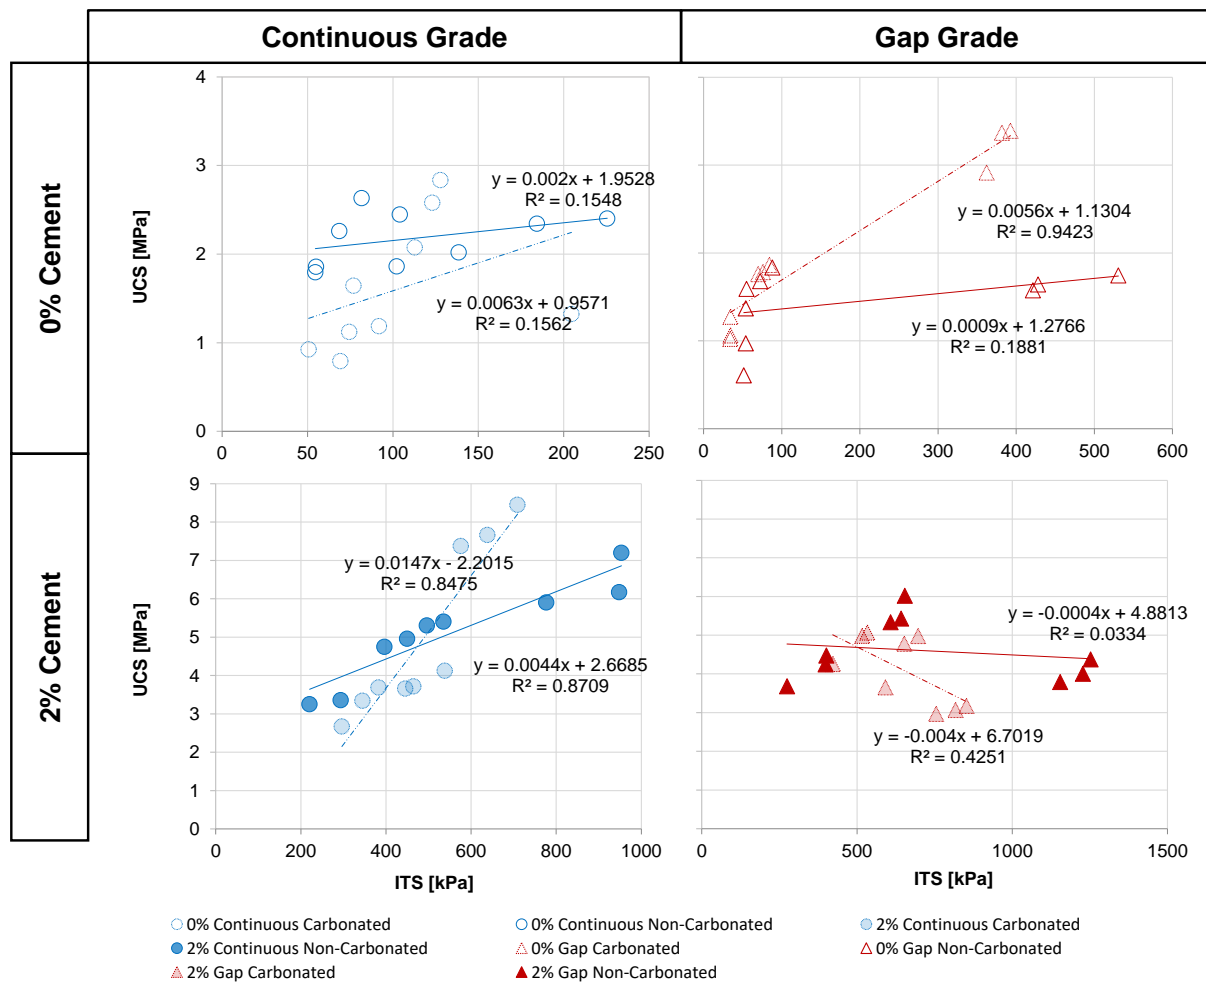 Continuous Grade
Gap Grade
0% Cement
UCS [MPa]
4
3
2
1
0
0
50
100
150
200
250
y = 0.002x + 1.9528
R² = 0.1548
y = 0.0063x + 0.9571
R² = 0.1562
0
100
200
300
400
500
600
y = 0.0056x + 1.1304
R² = 0.9423
y = 0.0009x + 1.2766
R² = 0.1881
2% Cement
UCS [MPa]
9
8
7
6
5
4
3
2
1
0
0
200
400
600
800
1000
ITS [kPa]
y = 0.0147x - 2.2015
R² = 0.8475
y = 0.0044x + 2.6685
R² = 0.8709
0
500
1000
1500
ITS [kPa]
y = -0.0004x + 4.8813
R² = 0.0334
y = -0.004x + 6.7019
R² = 0.4251
0% Continuous Carbonated
0% Continuous Non-Carbonated
2% Continuous Carbonated
2% Continuous Non-Carbonated
0% Gap Carbonated
0% Gap Non-Carbonated
2% Gap Carbonated
2% Gap Non-Carbonated